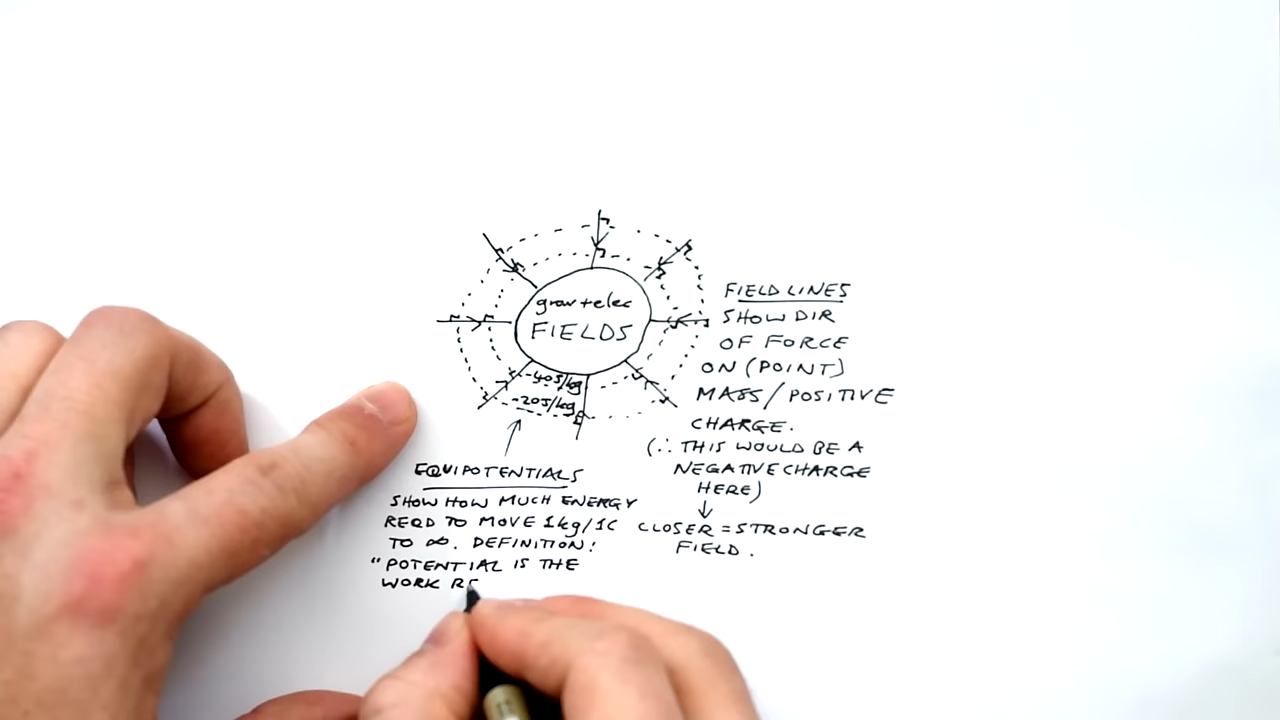 grav + elec
FIELDS
-40J/kg
-20J/kg
FIELD LINES
SHOW DIR
OF FORCE
ON (POINT)
MASS/POSITIVE
CHARGE.
(∴ THIS WOULD BE A
NEGATIVE CHARGE
HERE)
↓
CLOSER = STRONGER
FIELD.
EQUIPOTENTIALS
SHOW HOW MUCH ENERGY
REQD TO MOVE 1kg/1C
TO ∞. DEFINITION:
"POTENTIAL IS THE
WORK RE